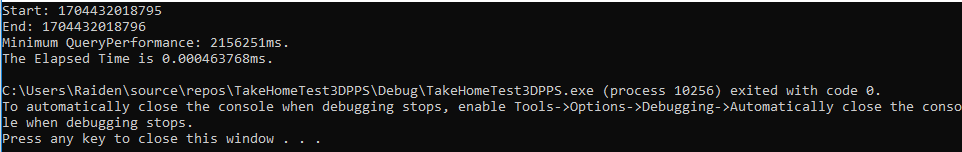 Start: 1704432018795
End: 1704432018796
Minimum QueryPerformance: 2156251ms.
The Elapsed Time is 0.000463768ms.
C:\Users\Raiden\source\repos\TakeHomeTest3DPPS\Debug\TakeHomeTest3DPPS.exe (process 10256) exited with code 0.
To automatically close the console when debugging stops, enable Tools->Options->Debugging->Automatically close the conso
le when debugging stops.
Press any key to close this window . . .